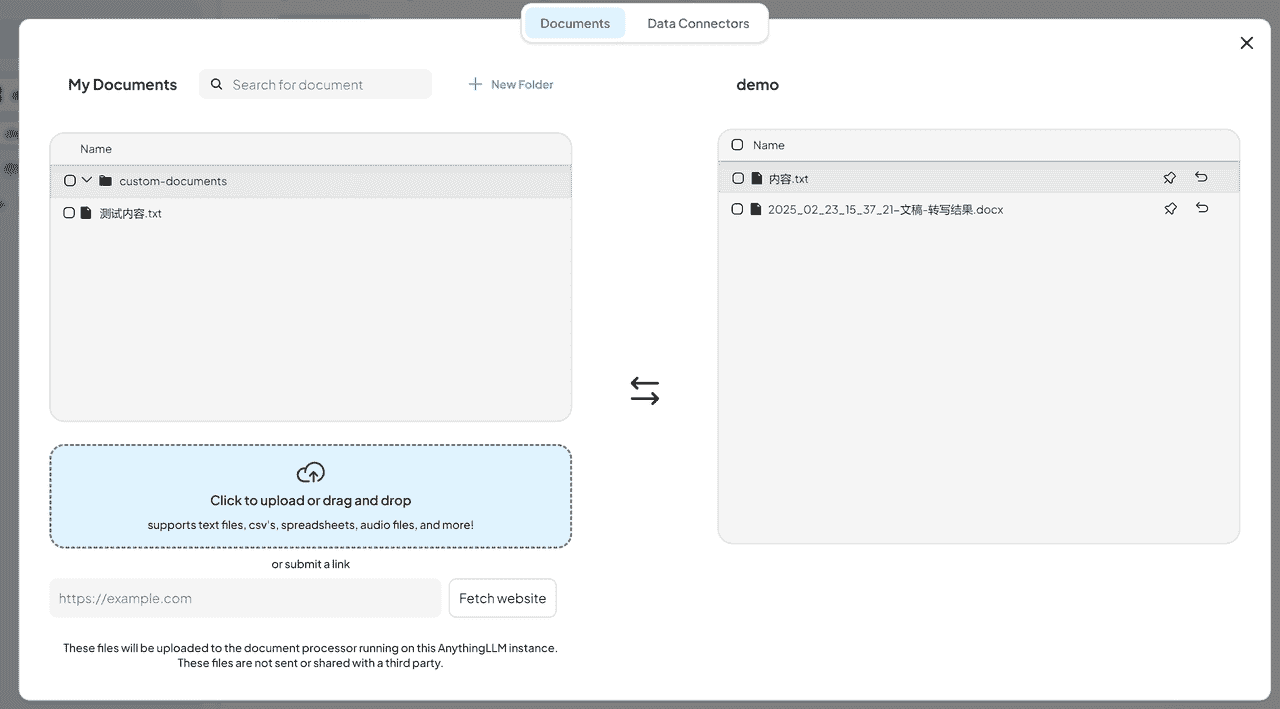 Documents
Data Connectors
My Documents
Search for document
New Folder
Name
custom-documents
测试内容.txt
Click to upload or drag and drop
supports text files, csv's, spreadsheets, audio files, and more!
or submit a link
https://example.com
Fetch website
These files will be uploaded to the document processor running on this AnythingLLM instance.
These files are not sent or shared with a third party.
demo
Name
内容.txt
2025_02_23_15_37_21-文稿-转写结果.docx